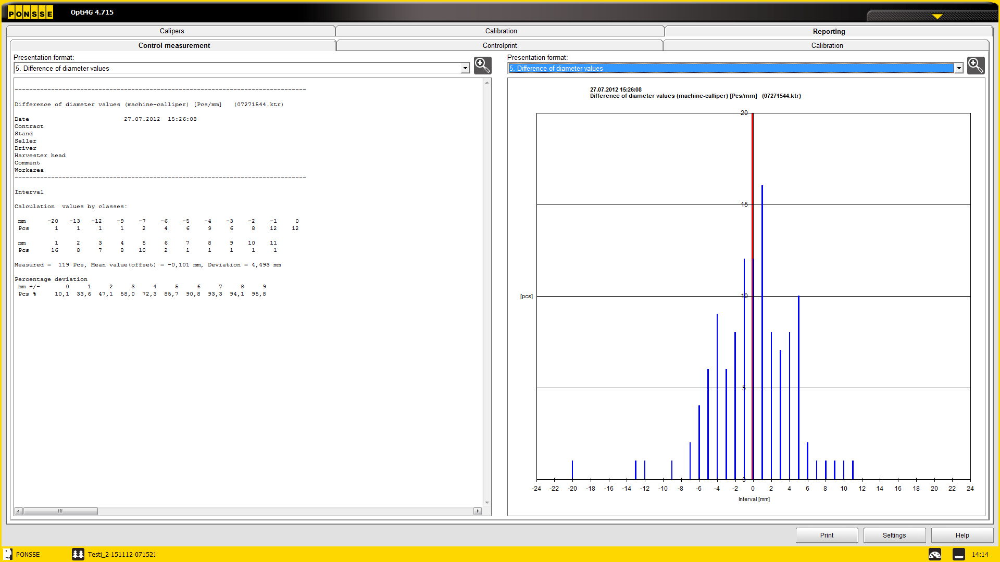 PONSSE
Opti4G 4.715
Calipers
Calibration
Reporting
Control measurement
Controlprint
Calibration
Presentation format:
5. Difference of diameter values
--------------------------------------------------------------------------------
Difference of diameter values (machine-calliper) [Pcs/mm] (07271544.ktr)
Date 27.07.2012 15:26:08
Contract
Stand
Seller
Driver
Harvester head
Comment
Workarea
--------------------------------------------------------------------------------
Interval
Calculation values by classes:
mm -20 -13 -12 -9 -7 -6 -5 -4 -3 -2 -1 0
Pcs 1 1 1 1 2 4 6 9 6 8 12 12
mm 1 2 3 4 5 6 7 8 9 10 11
Pcs 16 8 7 8 10 2 1 1 1 1 1
Measured = 119 Pcs, Mean value(offset) = -0,101 mm, Deviation = 4,493 mm
Percentage deviation
mm +/- 0 1 2 3 4 5 6 7 8 9
Pcs % 10,1 33,6 47,1 58,0 72,3 85,7 90,8 93,3 94,1 95,8
Presentation format:
5. Difference of diameter values
27.07.2012 15:26:08
Difference of diameter values (machine-calliper) [Pcs/mm] (07271544.ktr)
20
15
[pcs] 10
5
0
-24 -22 -20 -18 -16 -14 -12 -10 -8 -6 -4 -2 0 2 4 6 8 10 12 14 16 18 20 22 24
Interval [mm]
Print
Settings
Help
PONSSE
Testi_2-151112-071521
14:14